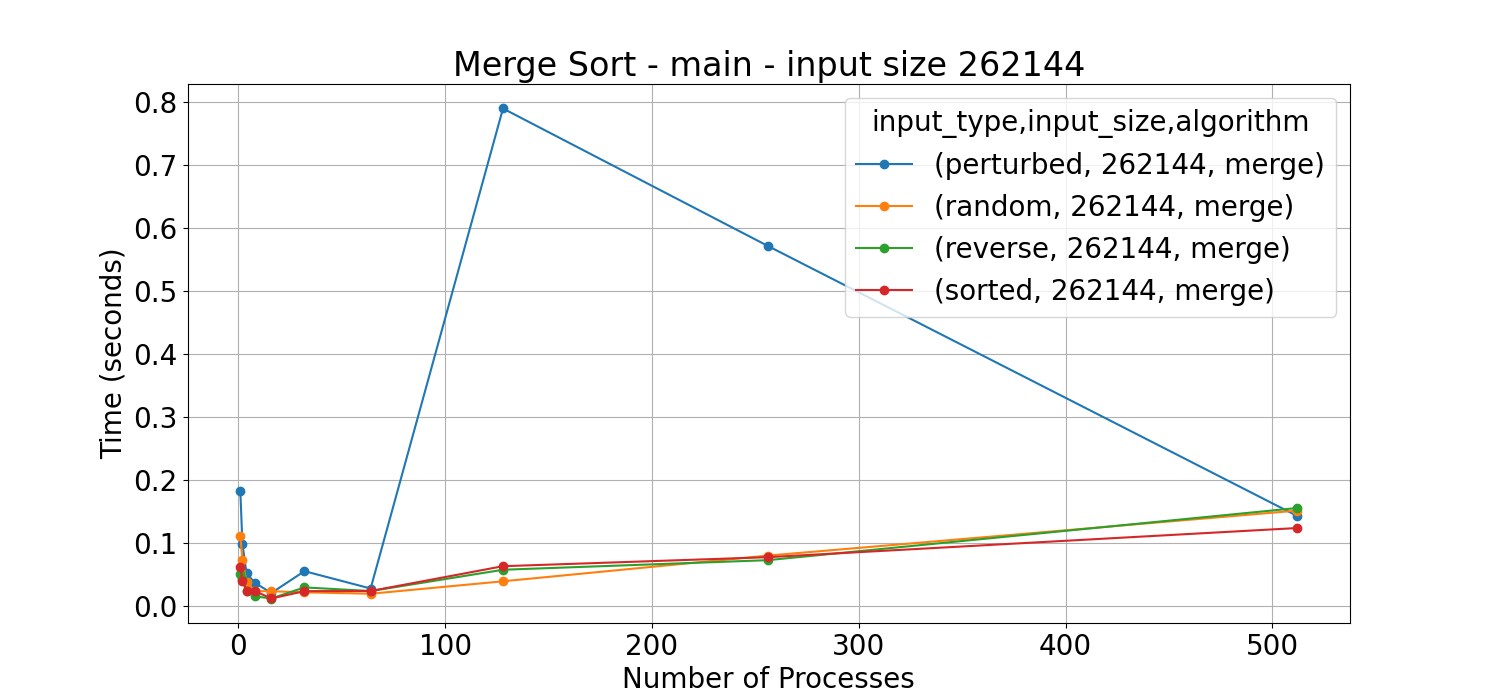 Merge Sort - main - input size 262144
Time (seconds)
0.8
0.7
0.6
0.5
0.4
0.3
0.2
0.1
0.0
input_type,input_size,algorithm
(perturbed, 262144, merge)
(random, 262144, merge)
(reverse, 262144, merge)
(sorted, 262144, merge)
0 100 200 300 400 500
Number of Processes